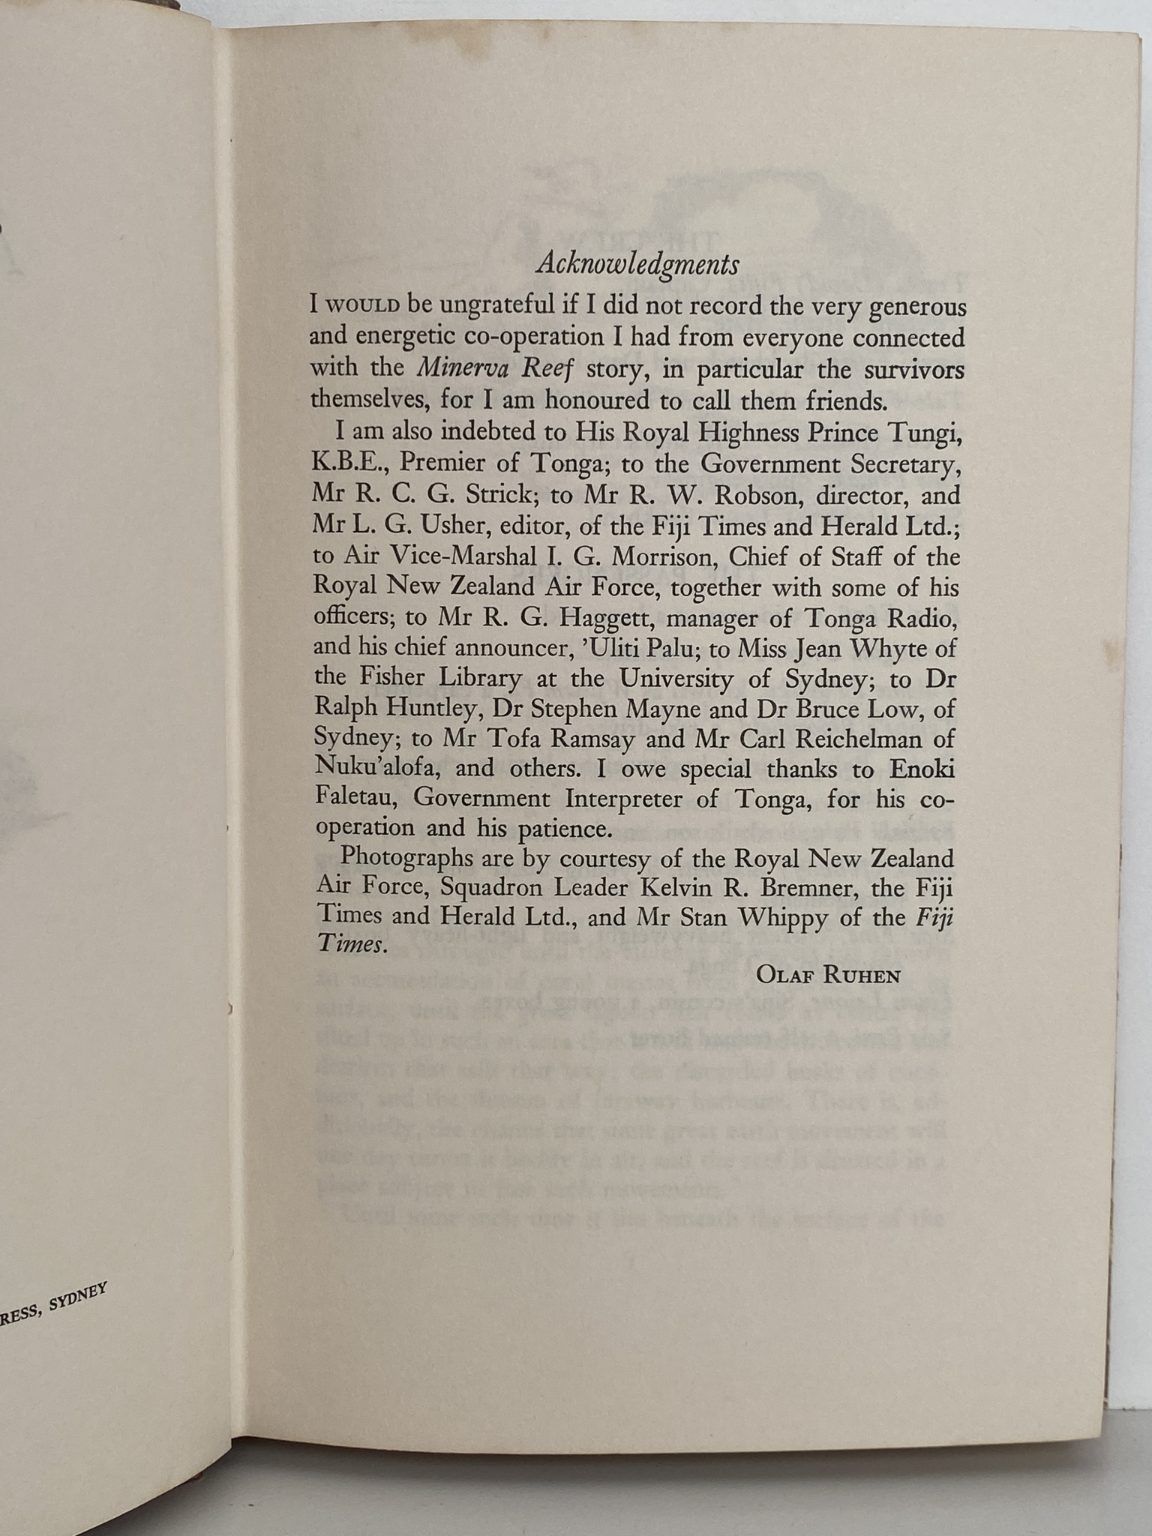 Acknowledgments
I WOULD be ungrateful if I did not record the very generous
and energetic co-operation I had from everyone connected
with the Minerva Reef story, in particular the survivors
themselves, for I am honoured to call them friends.
I am also indebted to His Royal Highness Prince Tungi,
K.B.E., Premier of Tonga; to the Government Secretary,
Mr R. C. G. Strick; to Mr R. W. Robson, director, and
Mr L. G. Usher, editor, of the Fiji Times and Herald Ltd.;
to Air Vice-Marshal I. G. Morrison, Chief of Staff of the
Royal New Zealand Air Force, together with some of his
officers; to Mr R. G. Haggett, manager of Tonga Radio,
and his chief announcer, ’Uliti Palu; to Miss Jean Whyte of
the Fisher Library at the University of Sydney; to Dr
Ralph Huntley, Dr Stephen Mayne and Dr Bruce Low, of
Sydney; to Mr Tofa Ramsay and Mr Carl Reichelman of
Nuku’alofa, and others. I owe special thanks to Enoki
Faletau, Government Interpreter of Tonga, for his co-
operation and his patience.
Photographs are by courtesy of the Royal New Zealand
Air Force, Squadron Leader Kelvin R. Bremner, the Fiji
Times and Herald Ltd., and Mr Stan Whippy of the Fiji
Times.
OLAF RUHEN
RESS, SYDNEY